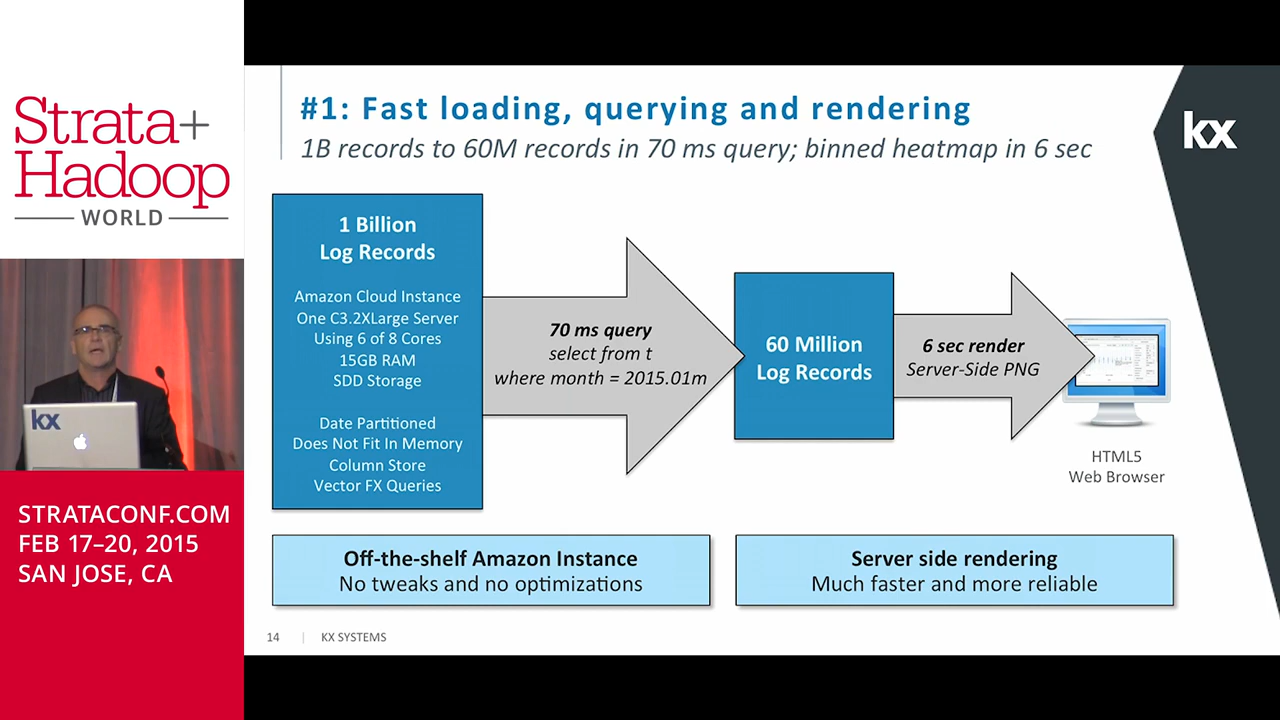 Strata+
Hadoop
WORLD
kx
STRATACONF.COM
FEB 17–20, 2015
SAN JOSE, CA
#1: Fast loading, querying and rendering
1B records to 60M records in 70 ms query; binned heatmap in 6 sec
kx
1 Billion
Log Records
Amazon Cloud Instance
One C3.2XLarge Server
Using 6 of 8 Cores
15GB RAM
SDD Storage
Date Partitioned
Does Not Fit In Memory
Column Store
Vector FX Queries
70 ms query
select from t
where month = 2015.01m
60 Million
Log Records
6 sec render
Server-Side PNG
HTML5
Web Browser
Off-the-shelf Amazon Instance
No tweaks and no optimizations
Server side rendering
Much faster and more reliable
14 | KX SYSTEMS